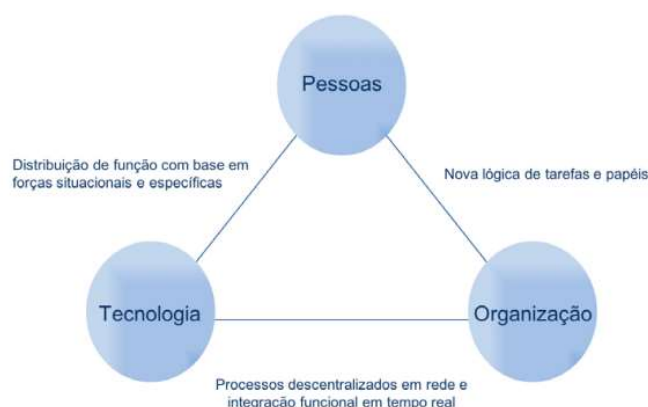 Pessoas
Distribuição de função com base em
forças situacionais e específicas
Nova lógica de tarefas e papéis
Tecnologia
Organização
Processos descentralizados em rede e
integração funcional em tempo real